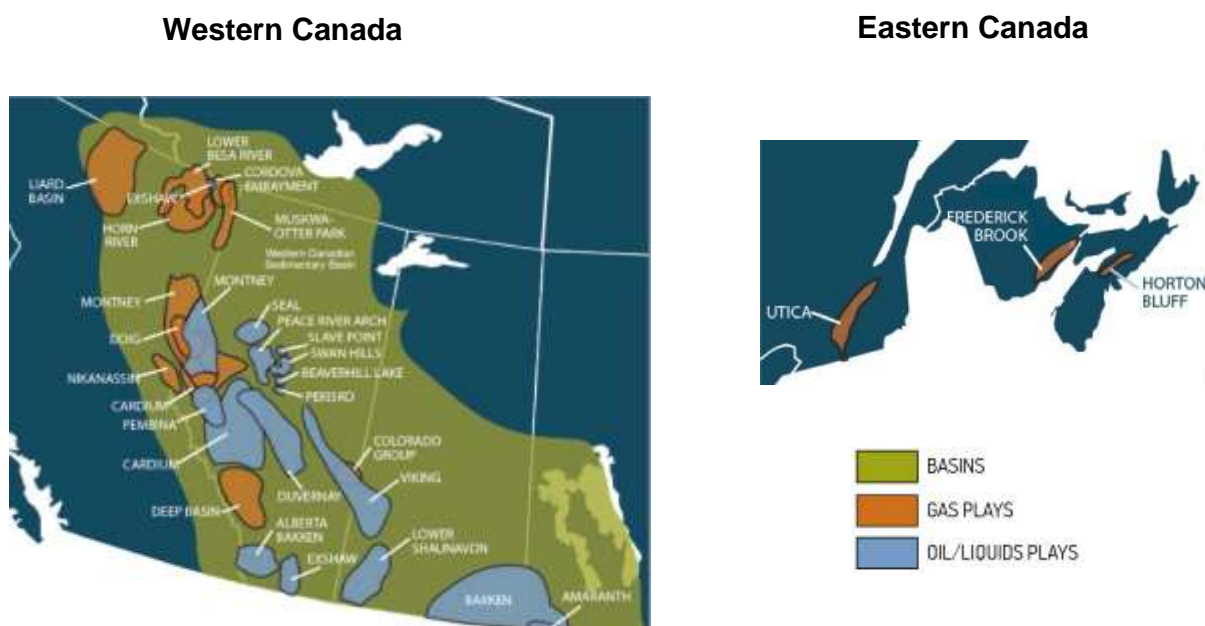 Western Canada
Eastern Canada
LOWER
BESA RIVER
CORDOVA
EMBAYMENT
LIARD
BASIN
EXSHAW
HORN
RIVER
MUSKWA-
OTTER PARK
Western Canadian
Sedimentary Basin
MONTNEY
MONTNEY
SEAL
PEACE RIVER ARCH
DOIG
SLAVE POINT
SWAN HILLS
NIKANASSIN
BEAVERHILL LAKE
CARDIUM
PEMBINA
COLORADO
GROUP
CARDIUM
VIKING
DUVERNAY
DEEP BASIN
ALBERTA
BAKKEN
LOWER
SHAUNAVON
EXSHAW
BAKKEN
AMARANTH
FREDERICK
BROOK
HORTON
BLUFF
UTICA
BASINS
GAS PLAYS
OIL/LIQUIDS PLAYS